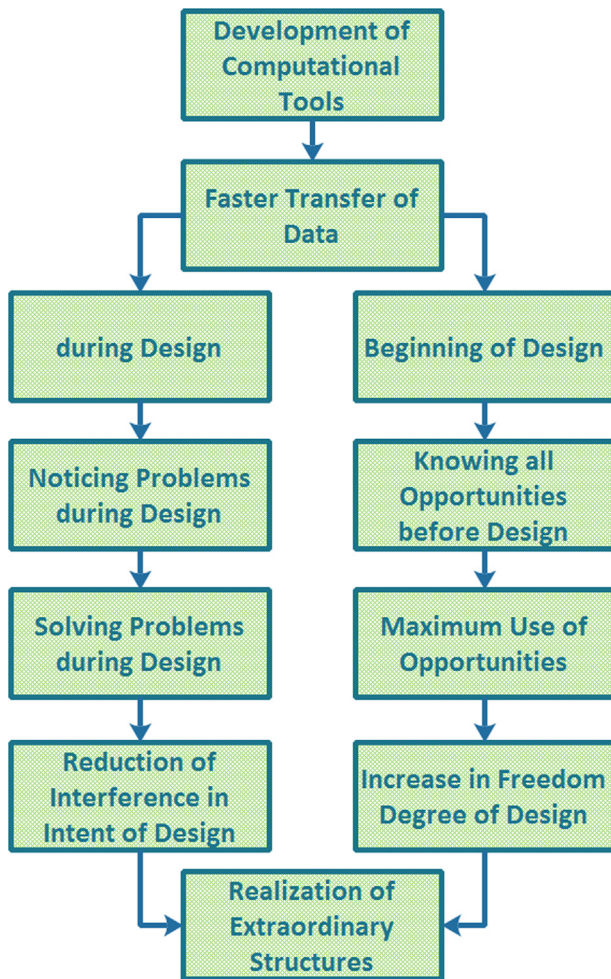 Development of
Computational
Tools
Faster Transfer of
Data
during Design
Beginning of Design
Noticing Problems
during Design
Knowing all
Opportunities
before Design
Solving Problems
during Design
Maximum Use of
Opportunities
Reduction of
Interference in
Intent of Design
Increase in Freedom
Degree of Design
Realization of
Extraordinary
Structures